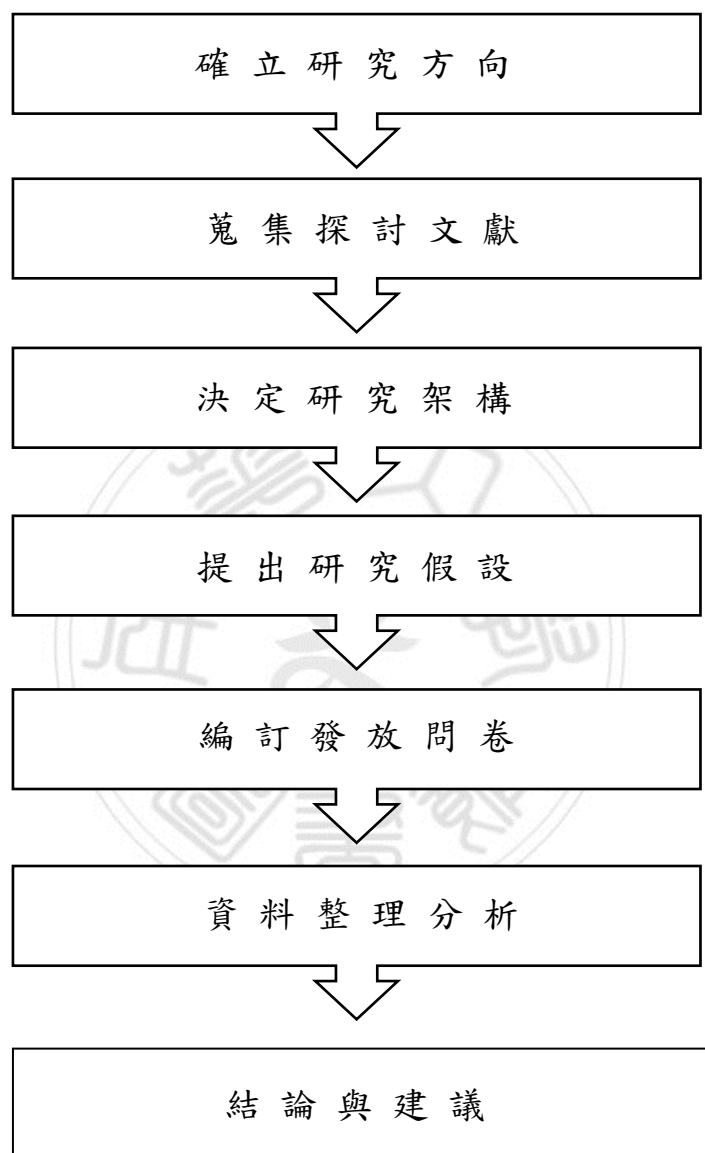 確立研究方向
蒐集探討文獻
決定研究架構
提出研究假設
編訂發放問卷
資料整理分析
結論與建議